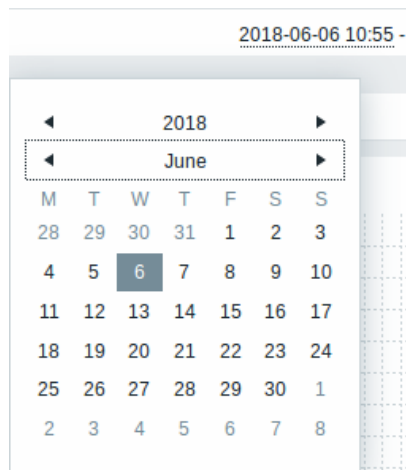 2018-06-06 10:55 -
2018
June
M T W T F S S
28 29 30 31 1 2 3
4 5 6 7 8 9 10
11 12 13 14 15 16 17
18 19 20 21 22 23 24
25 26 27 28 29 30 1
2 3 4 5 6 7 8